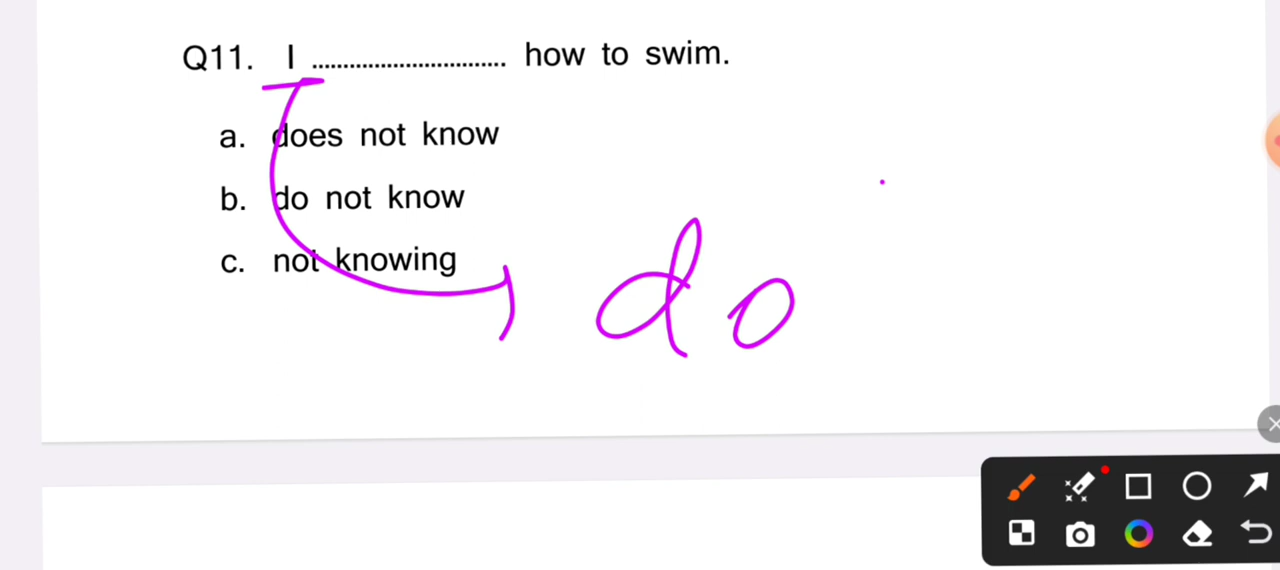 Q11. I .............................. how to swim.
a. does not know
b. do not know
c. not knowing
do